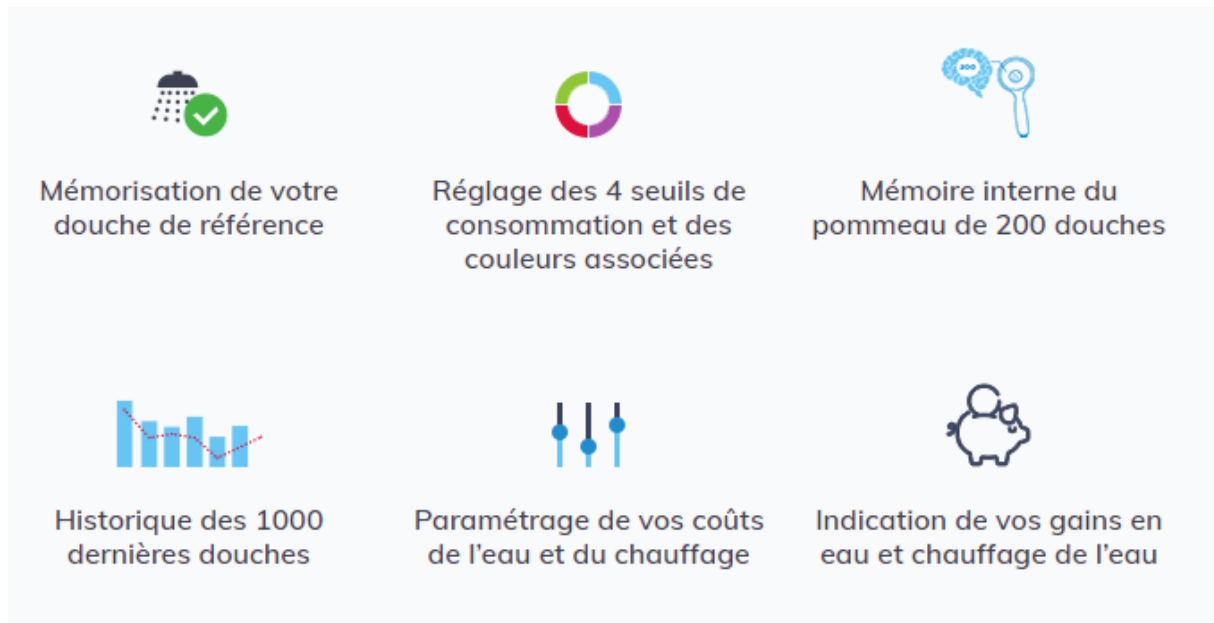 200
Mémorisation de votre
douche de référence
Réglage des 4 seuils de
consommation et des
couleurs associées
Mémoire interne du
pommeau de 200 douches
Historique des 1000
dernières douches
Paramétrage de vos coûts
de l'eau et du chauffage
Indication de vos gains en
eau et chauffage de l'eau